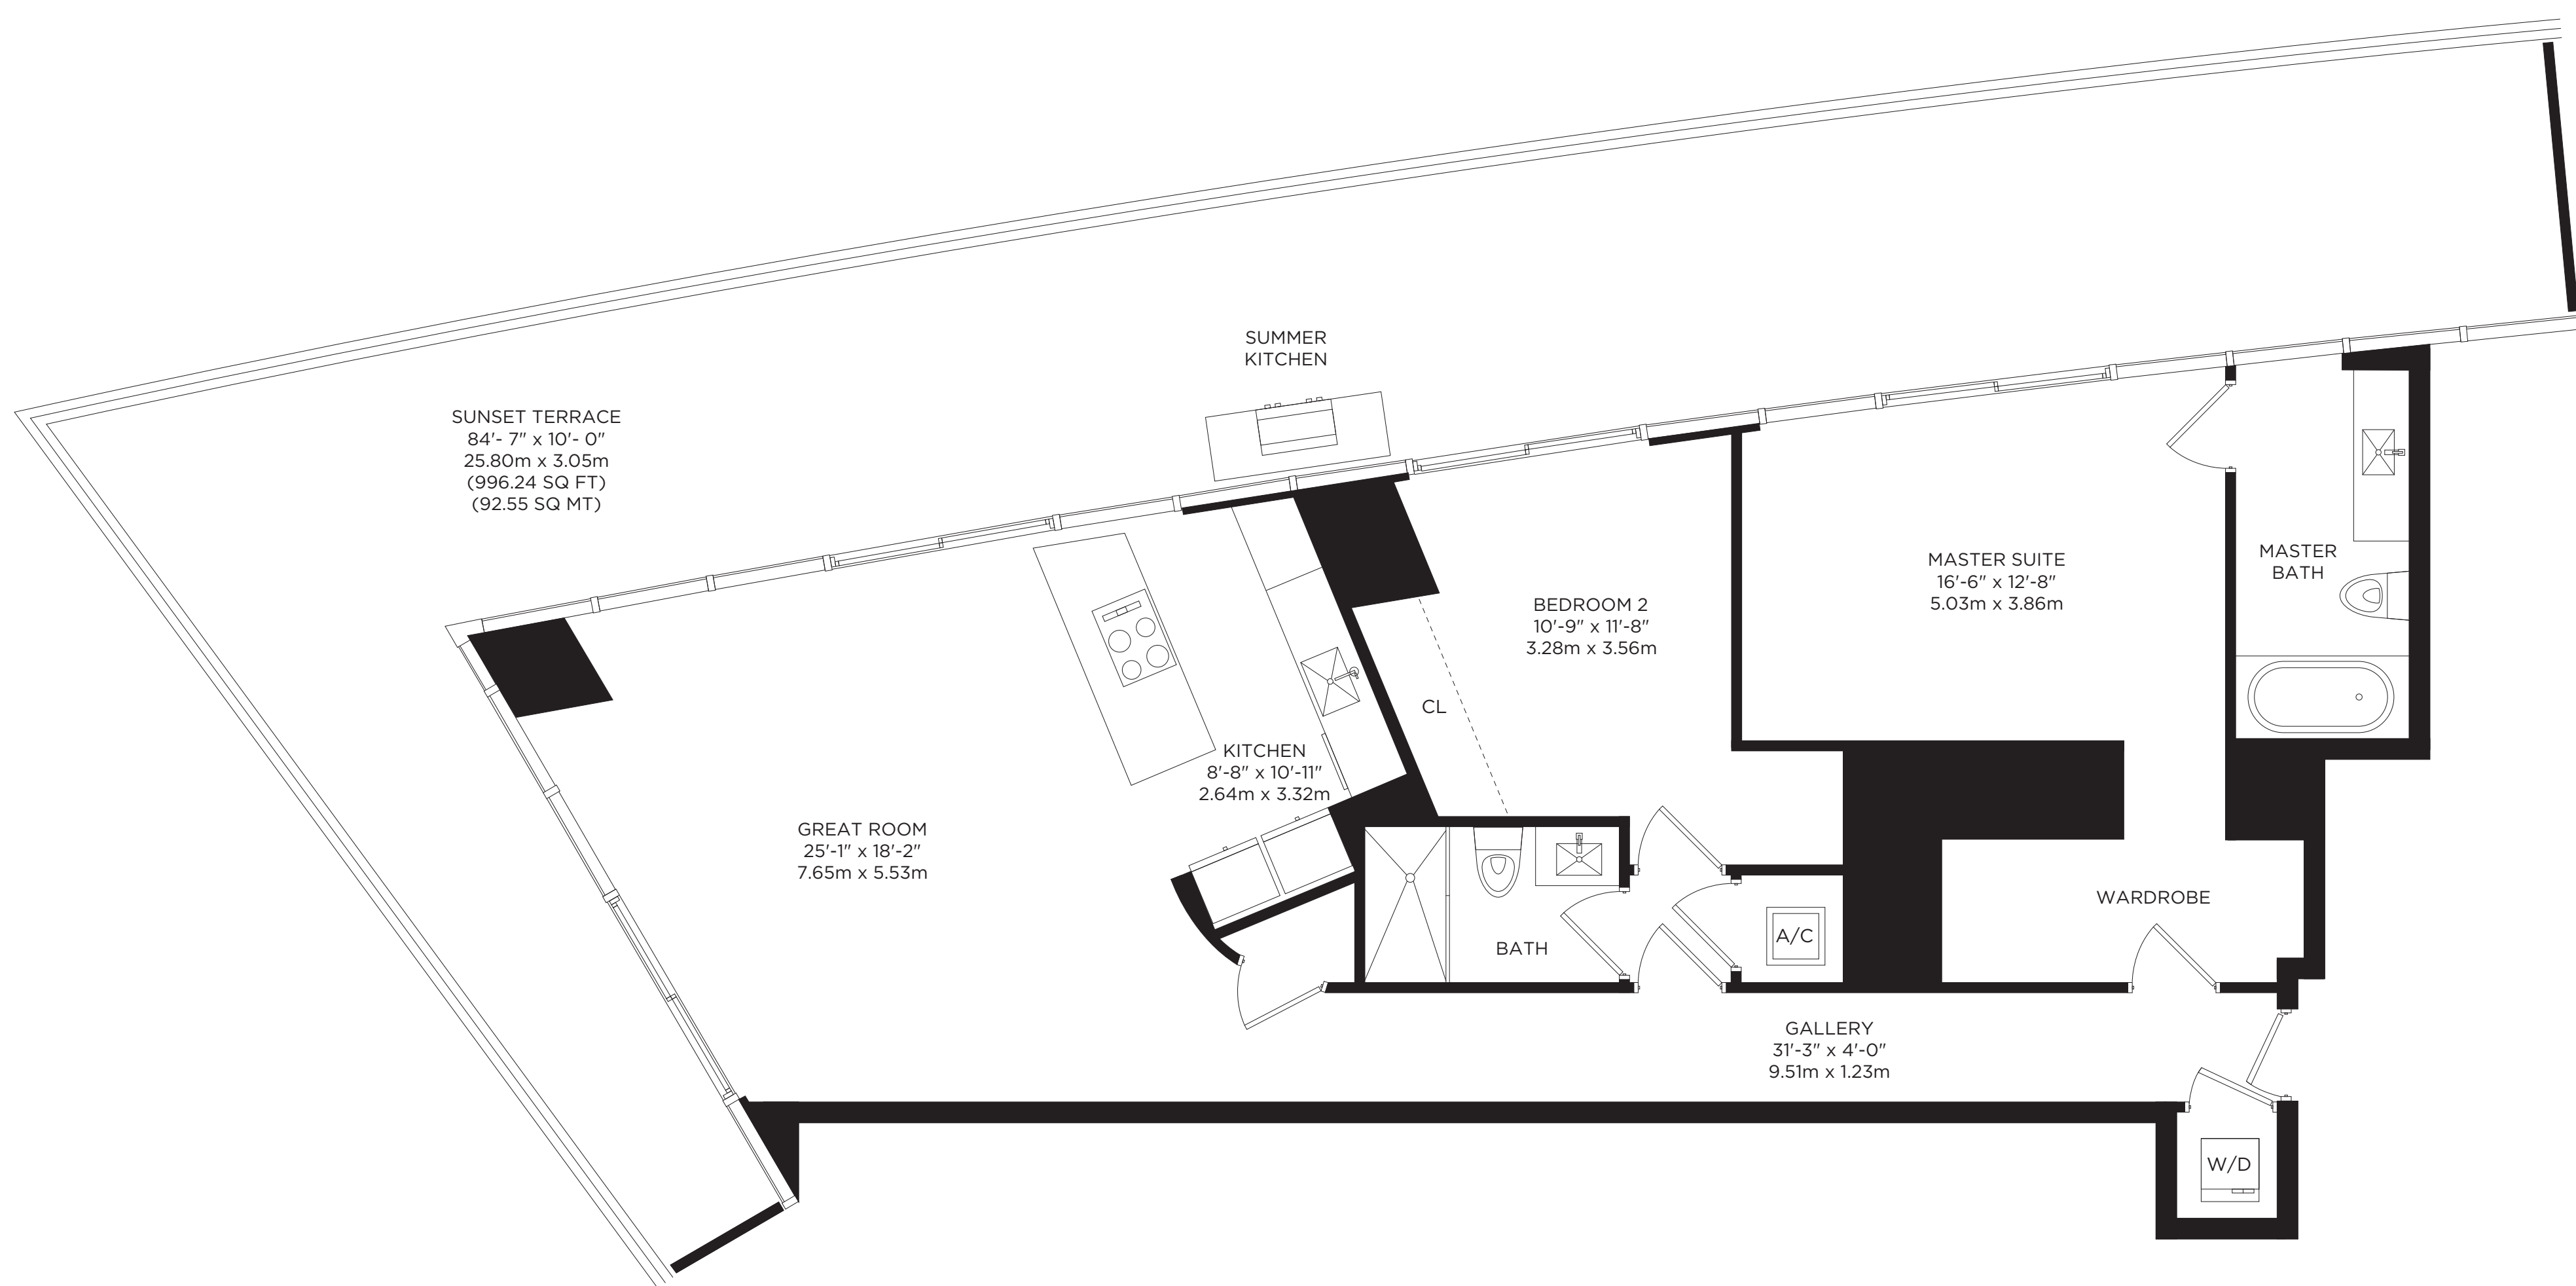 SUMMER
KITCHEN
SUNSET TERRACE
84'- 7" x 10'- 0"
25.80m x 3.05m
(996.24 SQ FT)
(92.55 SQ MT)
MASTER SUITE
16'-6" x 12'-8"
5.03m x 3.86m
MASTER
BATH
BEDROOM 2
10'-9" x 11'-8"
3.28m x 3.56m
CL
KITCHEN
8'-8" x 10'-11"
2.64m x 3.32m
GREAT ROOM
25'-1" x 18'-2"
7.65m x 5.53m
WARDROBE
BATH
A/C
GALLERY
31'-3" x 4'-0"
9.51m x 1.23m
W/D